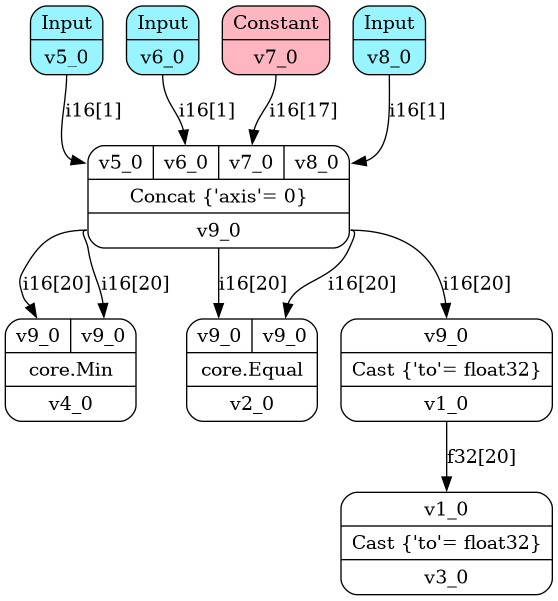 Input
v5_0
Input
v6_0
Constant
v7_0
Input
v8_0
i16[1]
i16[1]
i16[17]
i16[1]
v5_0 v6_0 v7_0 v8_0
Concat {'axis'= 0}
v9_0
i16[20]
i16[20]
i16[20]
i16[20]
i16[20]
v9_0 v9_0
core.Min
v4_0
v9_0 v9_0
core.Equal
v2_0
v9_0
Cast {'to'= float32}
v1_0
f32[20]
v1_0
Cast {'to'= float32}
v3_0